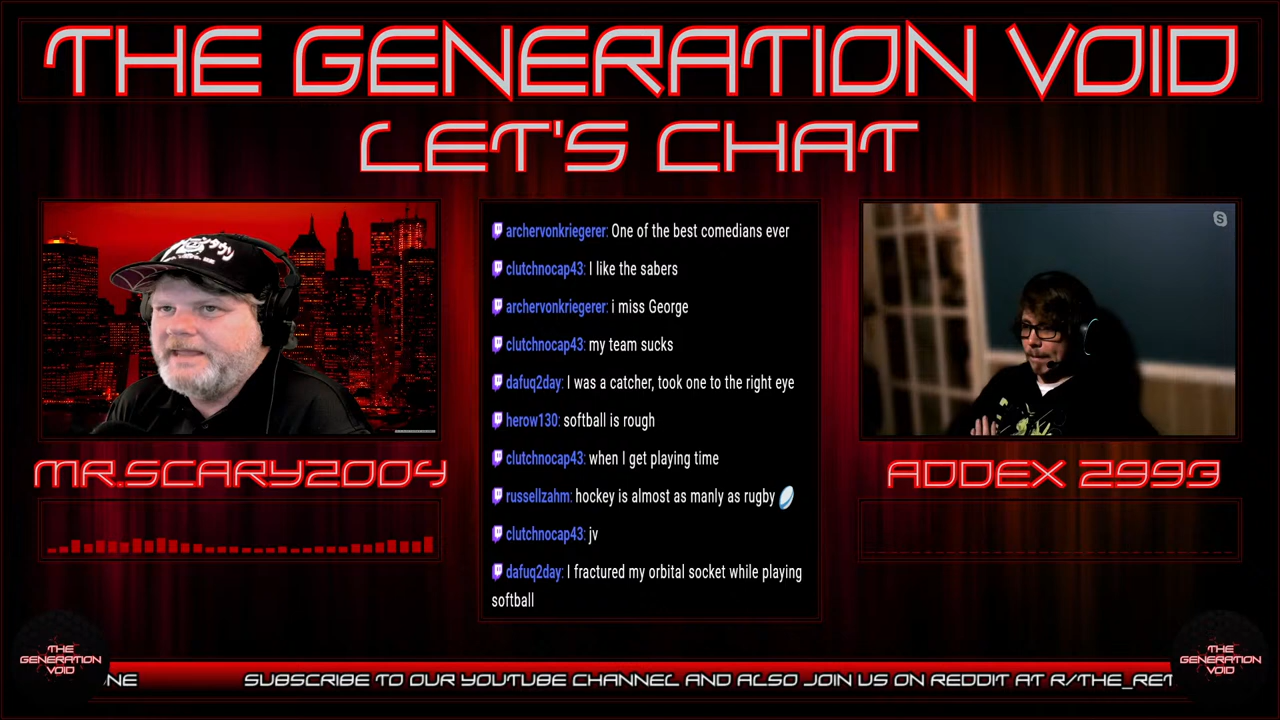 THE GENERATION VOID
LET'S CHAT
archervonkriegerer: One of the best comedians ever
clutchnocap43: I like the sabers
archervonkriegerer: i miss George
clutchnocap43: my team sucks
dafuq2day: I was a catcher, took one to the right eye
herow130: softball is rough
clutchnocap43: when I get playing time
russellzahm: hockey is almost as manly as rugby 🏉
clutchnocap43: jv
dafuq2day: I fractured my orbital socket while playing
softball
MR.SCARY2004
ADDEX 2993
THE
GENERATION
VOID
NE SUBSCRIBE TO OUR YOUTUBE CHANNEL AND ALSO JOIN US ON REDDIT AT R/THE_RET
THE
GENERATION
VOID